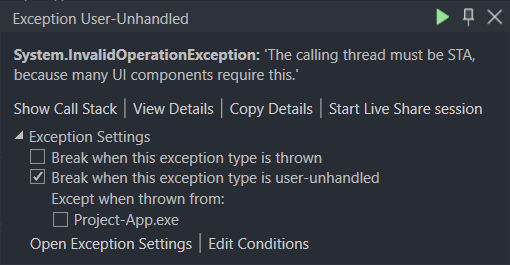 Exception User-Unhandled
System.InvalidOperationException: 'The calling thread must be STA,
because many UI components require this.'
Show Call Stack | View Details | Copy Details | Start Live Share session
Exception Settings
Break when this exception type is thrown
Break when this exception type is user-unhandled
Except when thrown from:
Project-App.exe
Open Exception Settings | Edit Conditions